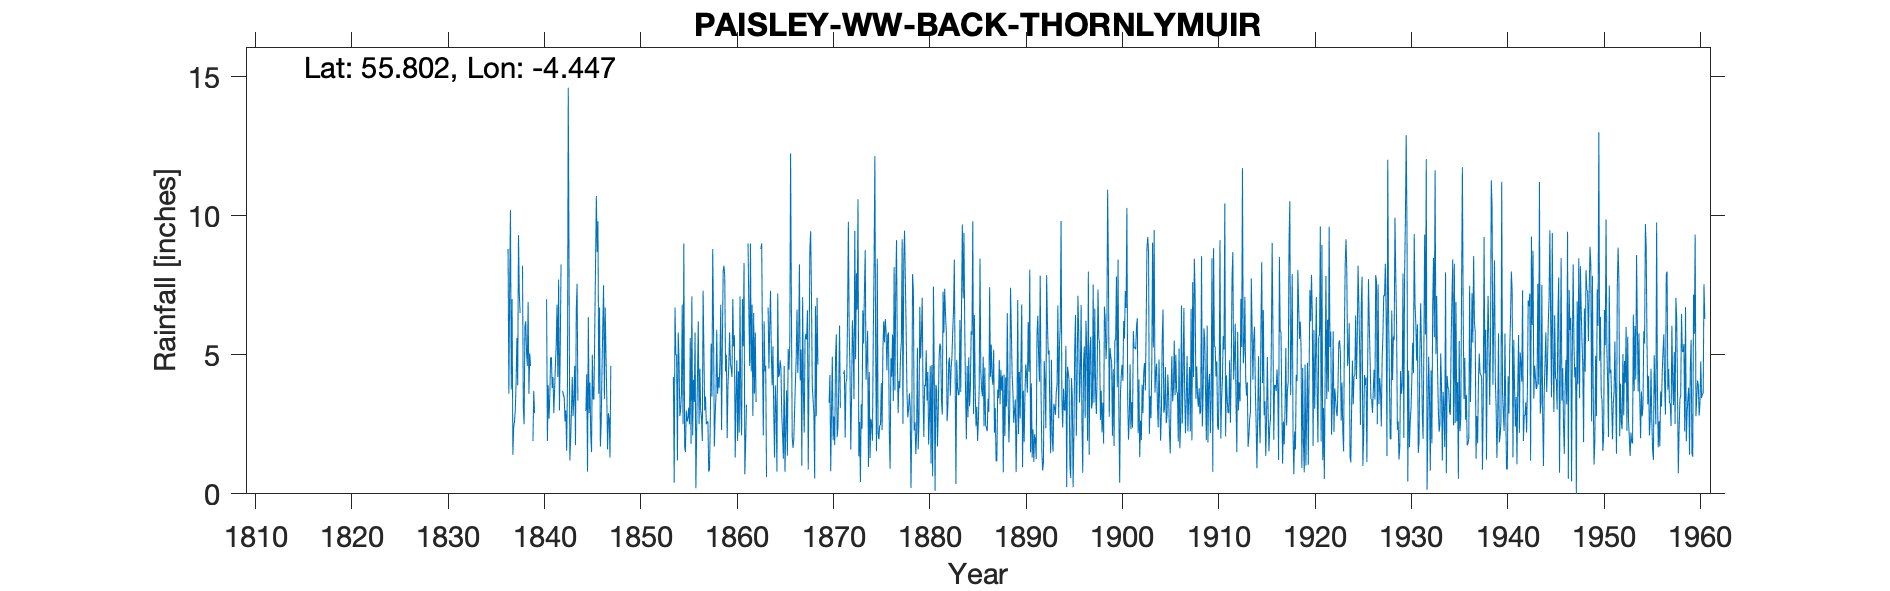 PAISLEY-WW-BACK-THORNLYMUIR
Lat: 55.802, Lon: -4.447
15
10
5
0
Rainfall [inches]
1810 1820 1830 1840 1850 1860 1870 1880 1890 1900 1910 1920 1930 1940 1950 1960
Year